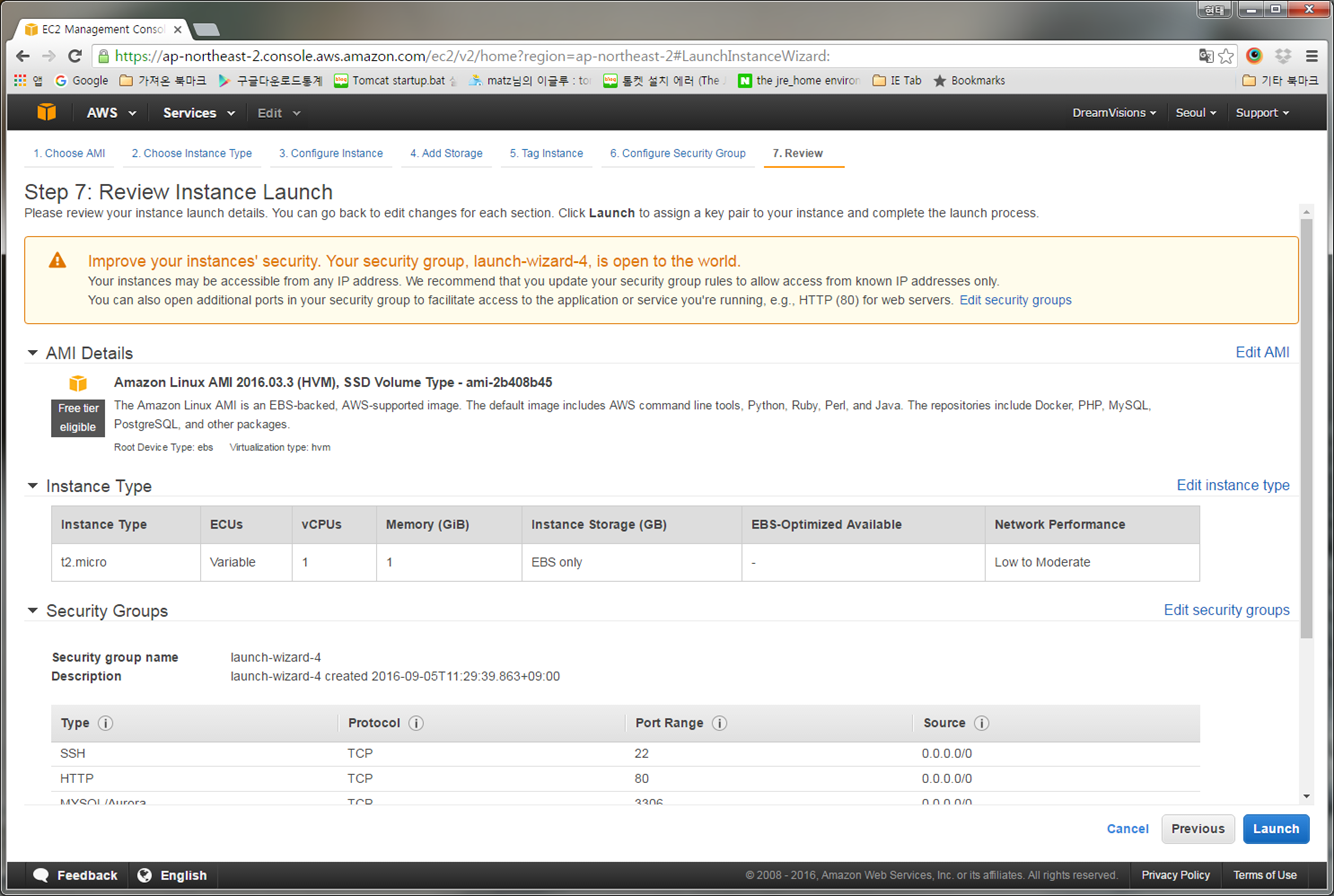 현태
EC2 Management Consol
https://ap-northeast-2.console.aws.amazon.com/ec2/v2/home?region=ap-northeast-2#LaunchInstanceWizard:
앱 Google 가져온 북마크 구글다운로드통계 Tomcat startup.bat 실 matz님의 이글루 : to 톰켓 설치 에러 (The the jre_home environ IE Tab Bookmarks 기타 북마크
AWS Services Edit DreamVisions Seoul Support
1. Choose AMI 2. Choose Instance Type 3. Configure Instance 4. Add Storage 5. Tag Instance 6. Configure Security Group 7. Review
Step 7: Review Instance Launch
Please review your instance launch details. You can go back to edit changes for each section. Click Launch to assign a key pair to your instance and complete the launch process.
Improve your instances' security. Your security group, launch-wizard-4, is open to the world.
Your instances may be accessible from any IP address. We recommend that you update your security group rules to allow access from known IP addresses only.
You can also open additional ports in your security group to facilitate access to the application or service you're running, e.g., HTTP (80) for web servers. Edit security groups
AMI Details Edit AMI
Amazon Linux AMI 2016.03.3 (HVM), SSD Volume Type - ami-2b408b45
Free tier eligible
The Amazon Linux AMI is an EBS-backed, AWS-supported image. The default image includes AWS command line tools, Python, Ruby, Perl, and Java. The repositories include Docker, PHP, MySQL,
PostgreSQL, and other packages.
Root Device Type: ebs Virtualization type: hvm
Instance Type Edit instance type
Instance Type ECUs vCPUs Memory (GiB) Instance Storage (GB) EBS-Optimized Available Network Performance
t2.micro Variable 1 1 EBS only - Low to Moderate
Security Groups Edit security groups
Security group name launch-wizard-4
Description launch-wizard-4 created 2016-09-05T11:29:39.863+09:00
Type Protocol Port Range Source
SSH TCP 22 0.0.0.0/0
HTTP TCP 80 0.0.0.0/0
MYSQL/Aurora TCP 3306 0.0.0.0/0
Cancel Previous Launch
Feedback English © 2008 - 2016, Amazon Web Services, Inc. or its affiliates. All rights reserved. Privacy Policy Terms of Use